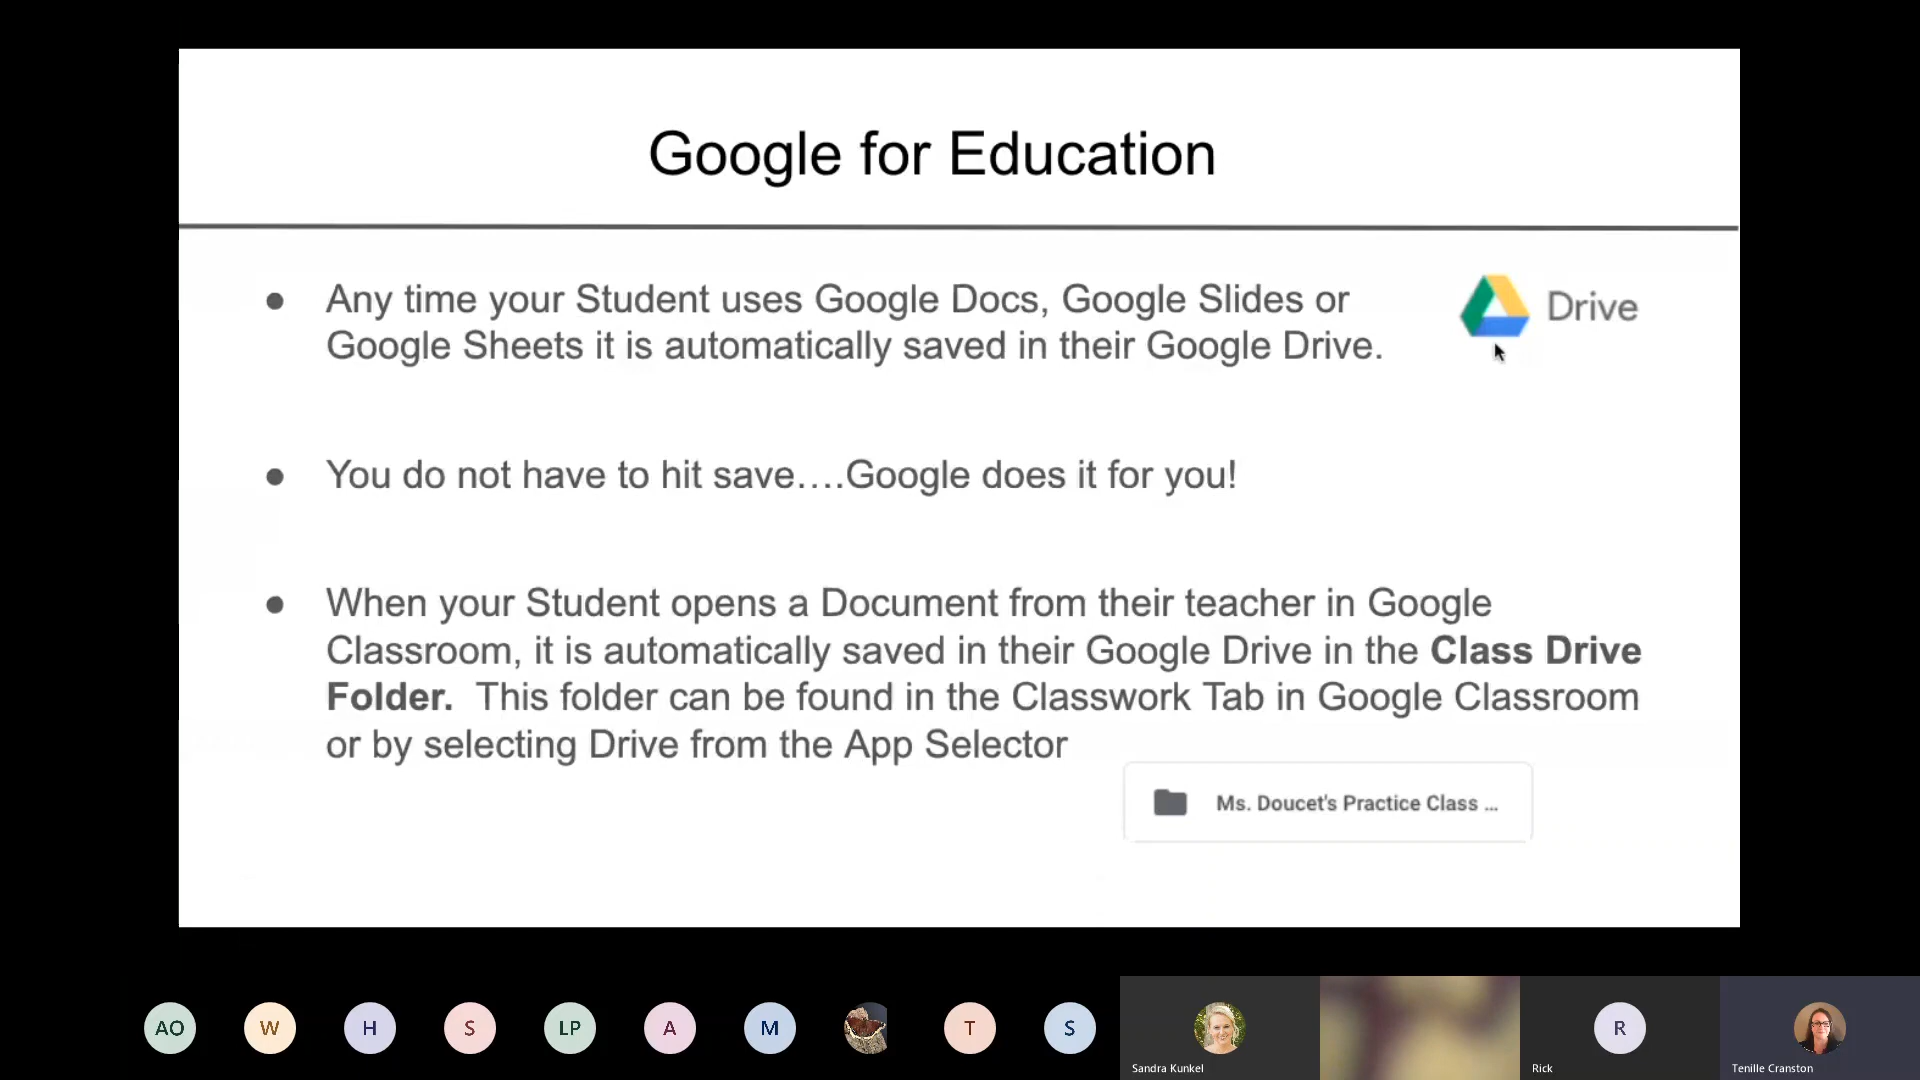 Google for Education
● Any time your Student uses Google Docs, Google Slides or
Google Sheets it is automatically saved in their Google Drive.
Drive
● You do not have to hit save....Google does it for you!
● When your Student opens a Document from their teacher in Google
Classroom, it is automatically saved in their Google Drive in the Class Drive
Folder. This folder can be found in the Classwork Tab in Google Classroom
or by selecting Drive from the App Selector
Ms. Doucet's Practice Class ...
AO W H S LP A M T S R
Sandra Kunkel Rick Tenille Cranston